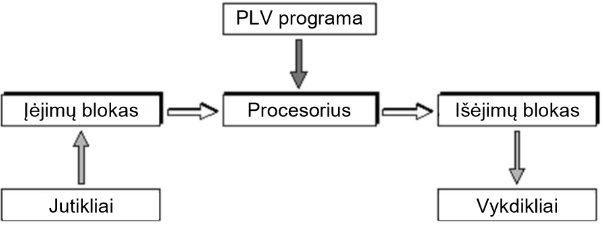 PLV programa
Įėjimų blokas
Procesorius
Išėjimų blokas
Jutikliai
Vykdikliai